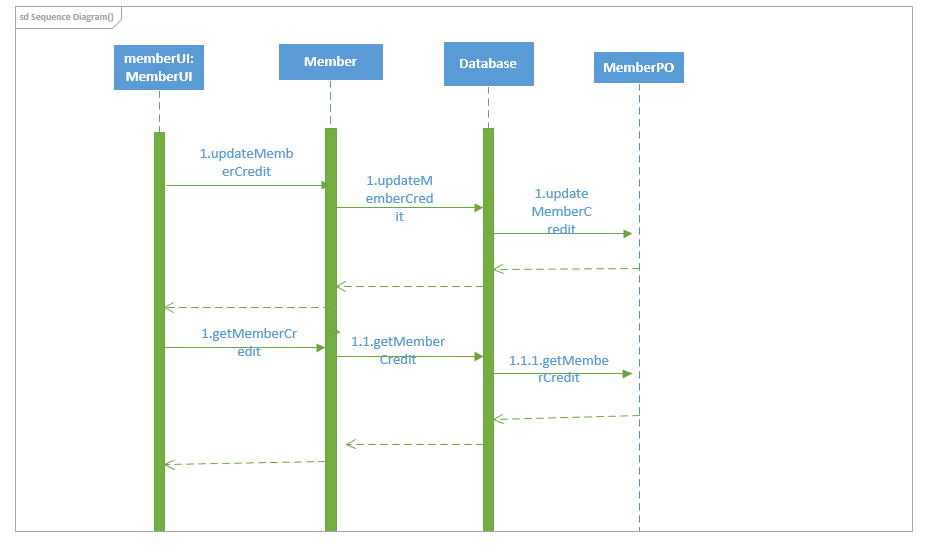 sd Sequence Diagram()
memberUI:
MemberUI
Member
Database
MemberPO
1.updateMemb
erCredit
1.updateM
emberCred
it
1.update
MemberC
redit
1.getMemberCr
edit
1.1.getMember
Credit
1.1.1.getMembe
rCredit